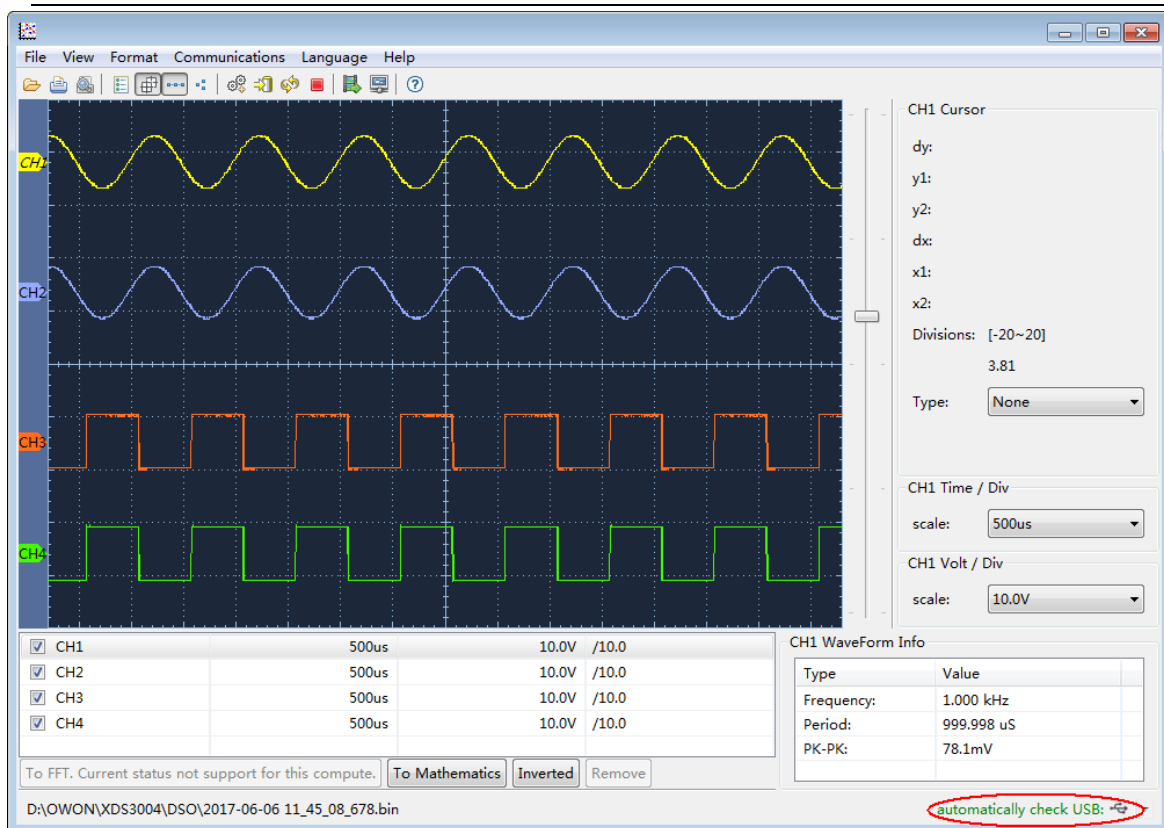 File View Format Communications Language Help
CH1
CH2
CH3
CH4
CH1 Cursor
dy:
y1:
y2:
dx:
x1:
x2:
Divisions: [-20~20]
3.81
Type: None
CH1 Time / Div
scale: 500us
CH1 Volt / Div
scale: 10.0V
CH1 500us 10.0V /10.0
CH2 500us 10.0V /10.0
CH3 500us 10.0V /10.0
CH4 500us 10.0V /10.0
To FFT. Current status not support for this compute. To Mathematics Inverted Remove
CH1 WaveForm Info
Type Value
Frequency: 1.000 kHz
Period: 999.998 uS
PK-PK: 78.1mV
D:\OWON\XDS3004\DSO\2017-06-06 11_45_08_678.bin automatically check USB: